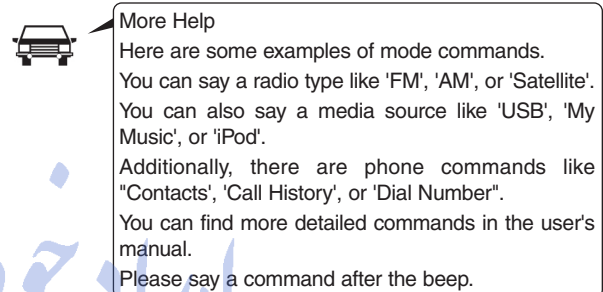 More Help
Here are some examples of mode commands.
You can say a radio type like 'FM', 'AM', or 'Satellite'.
You can also say a media source like 'USB', 'My
Music', or 'iPod'.
Additionally, there are phone commands like
"Contacts', 'Call History', or 'Dial Number".
You can find more detailed commands in the user's
manual.
Please say a command after the beep.